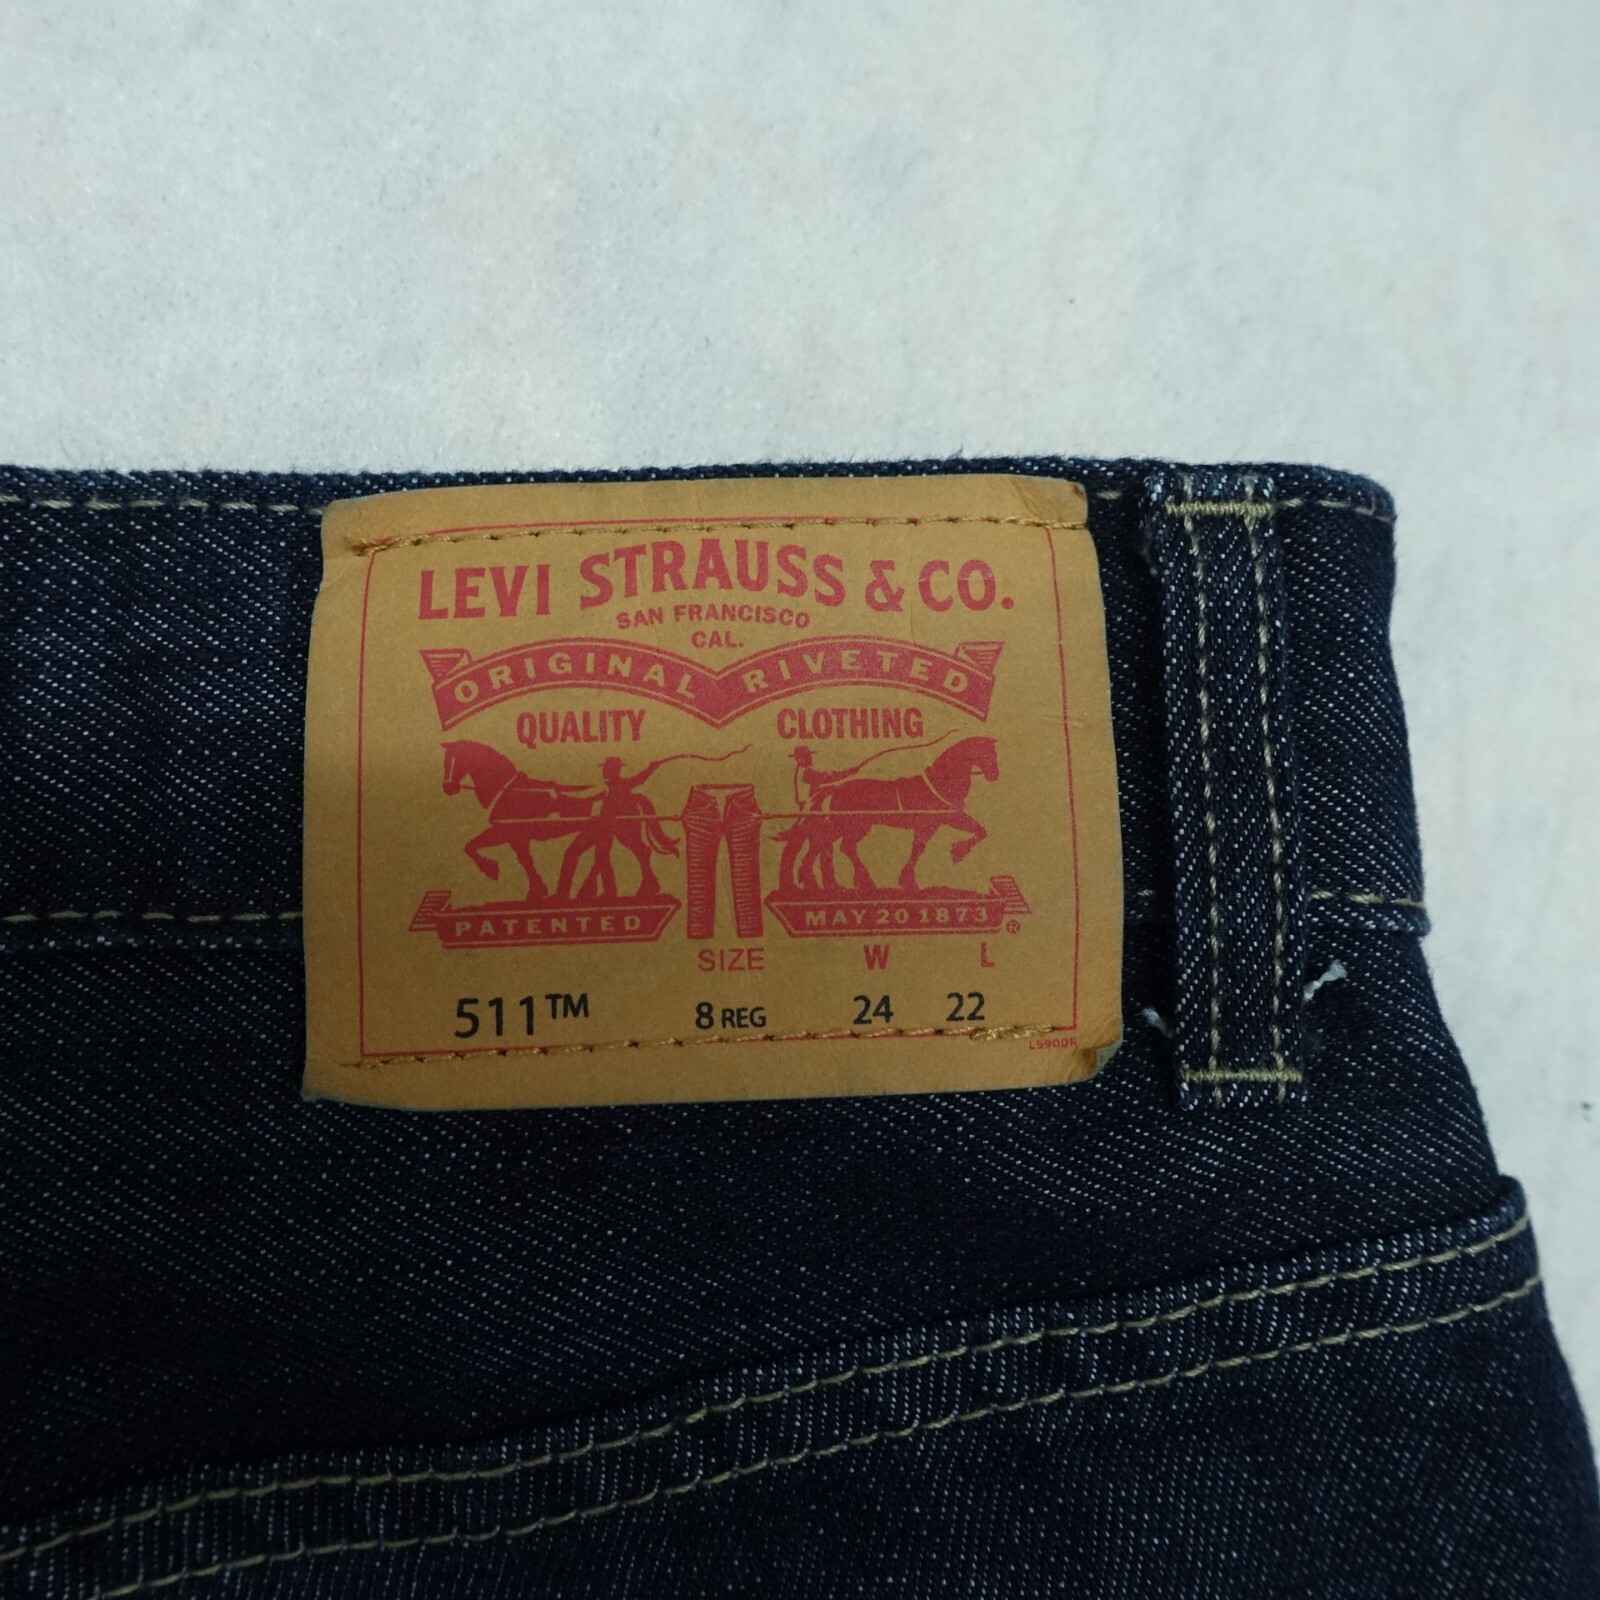 LEVI STRAUSS & CO.
SAN FRANCISCO
CAL.
ORIGINAL RIVETED
QUALITY CLOTHING
PATENTED MAY 20 1873 ®
SIZE W L
511™ 8 REG 24 22
L5900R